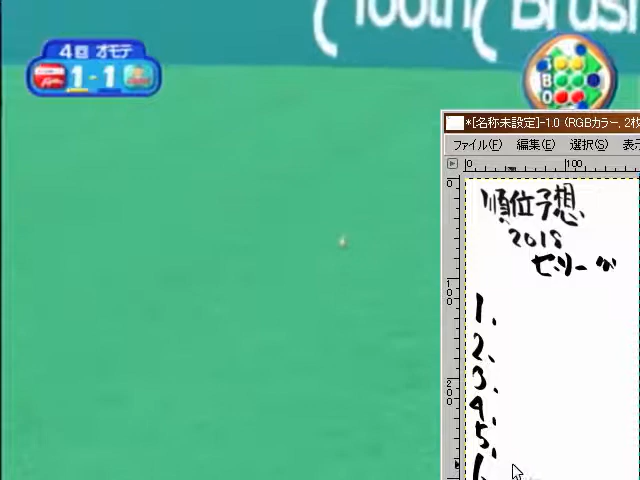 Tooth Brush
4回 オモテ
1-1
S
B
O
*[名称未設定]-1.0 (RGBカラー, 2枚
ファイル(F) 編集(E) 選択(S) 表示
0 100
0
100
200
順位予想
2018
セ・リーグ
1.
2.
3.
4.
5.